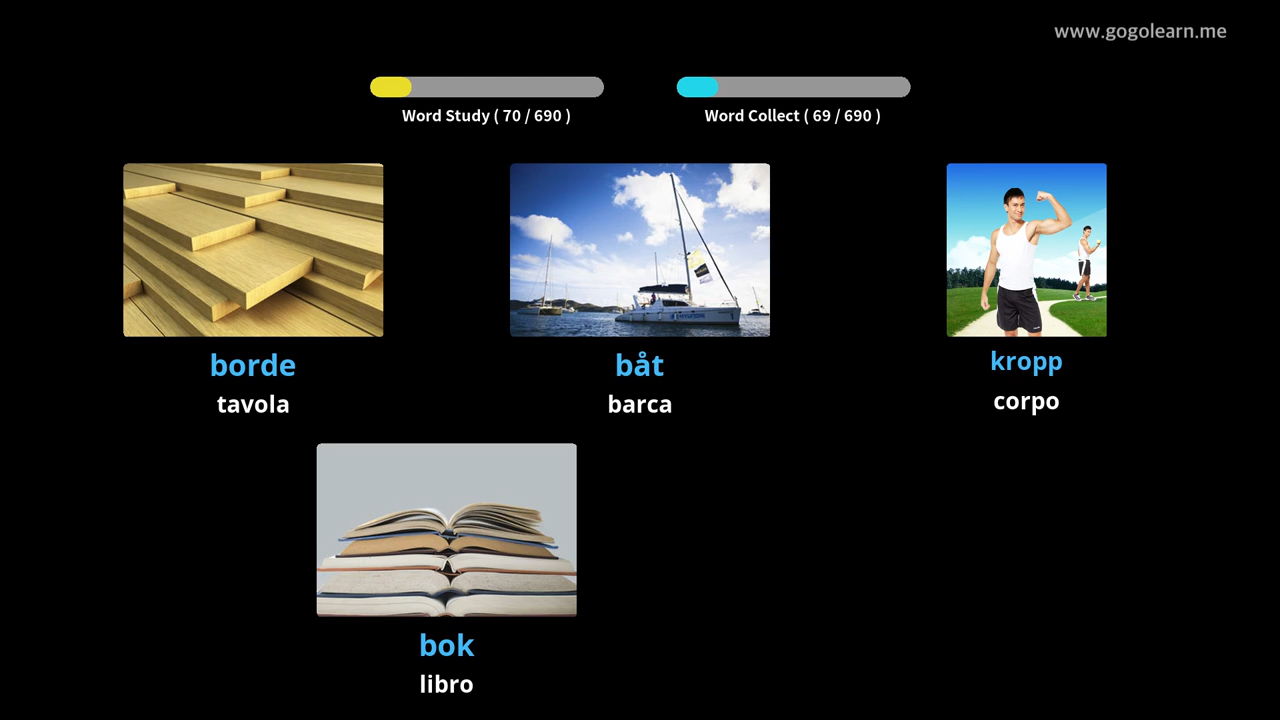 www.gogolearn.me
Word Study ( 70 / 690 )
Word Collect ( 69 / 690 )
borde
tavola
båt
barca
kropp
corpo
bok
libro